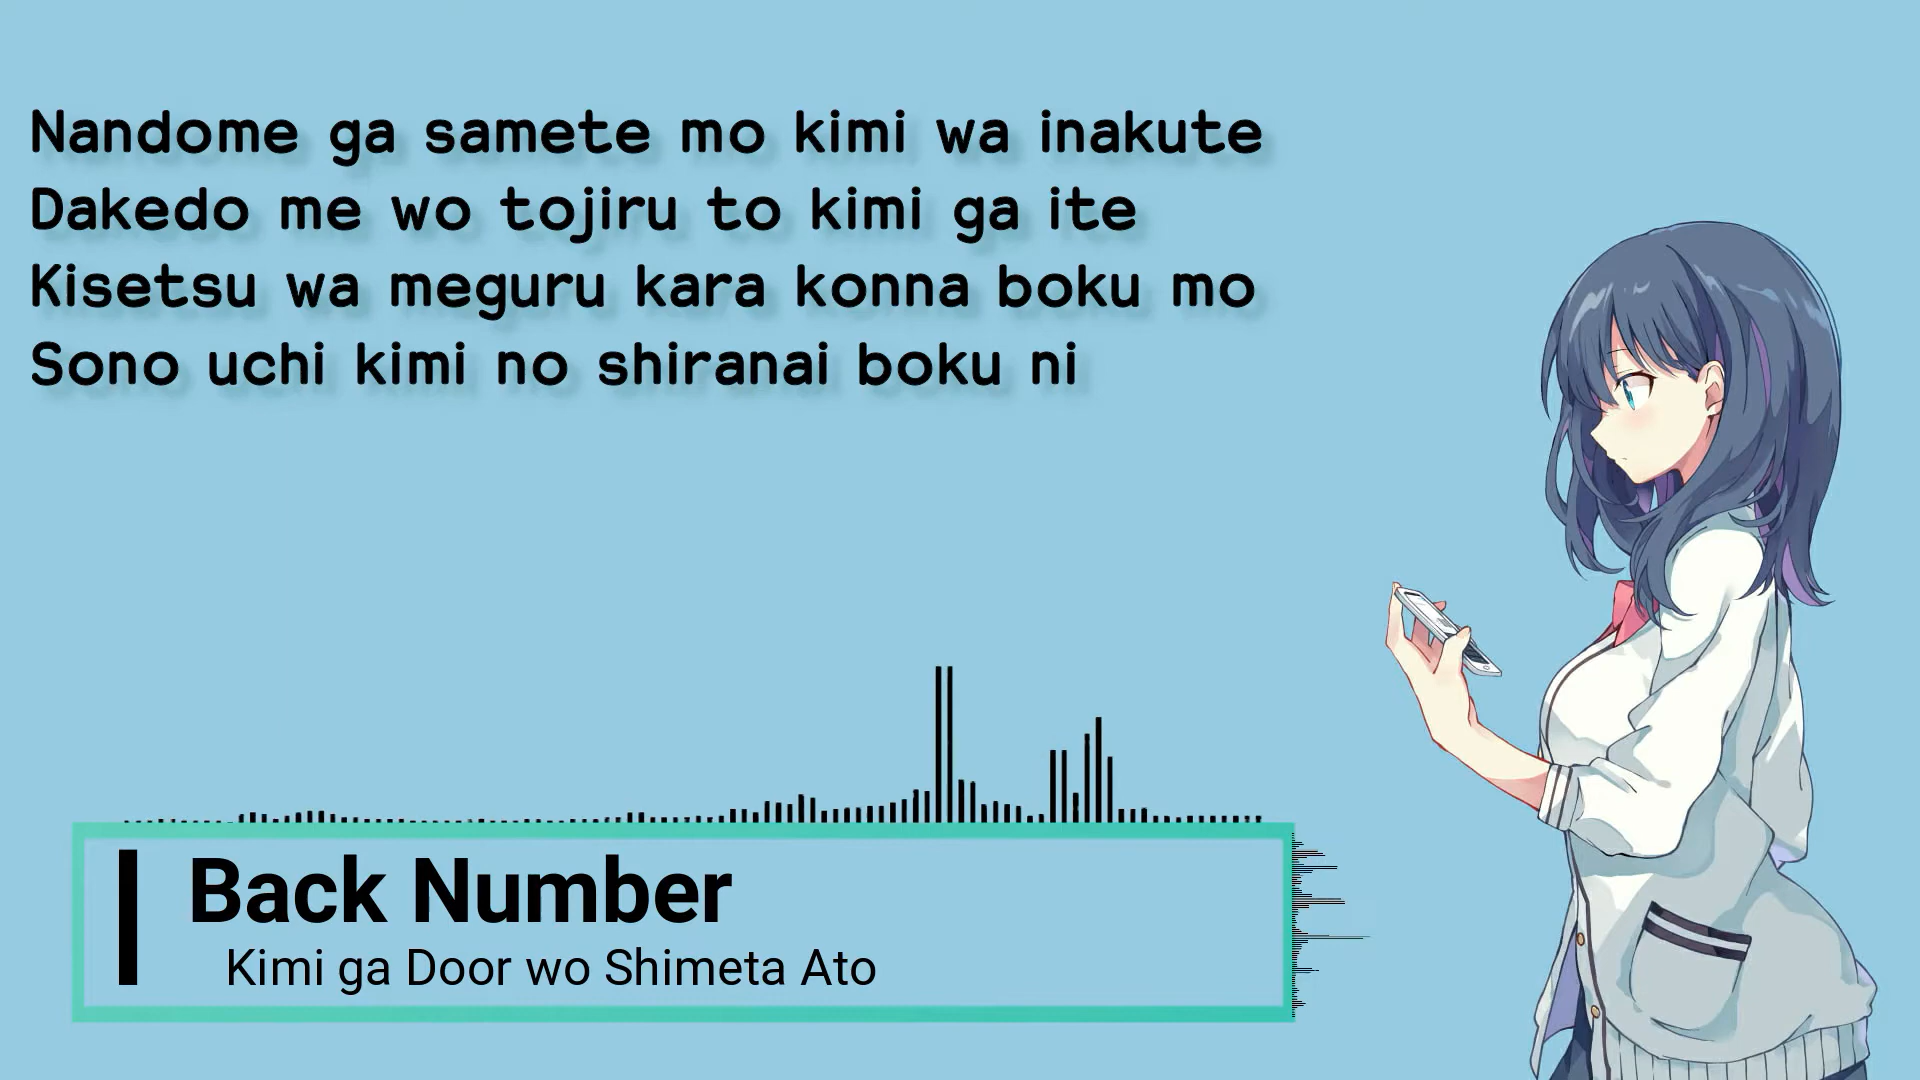 Nandome ga samete mo kimi wa inakute
Dakedo me wo tojiru to kimi ga ite
Kisetsu wa meguru kara konna boku mo
Sono uchi kimi no shiranai boku ni
Back Number
Kimi ga Door wo Shimeta Ato